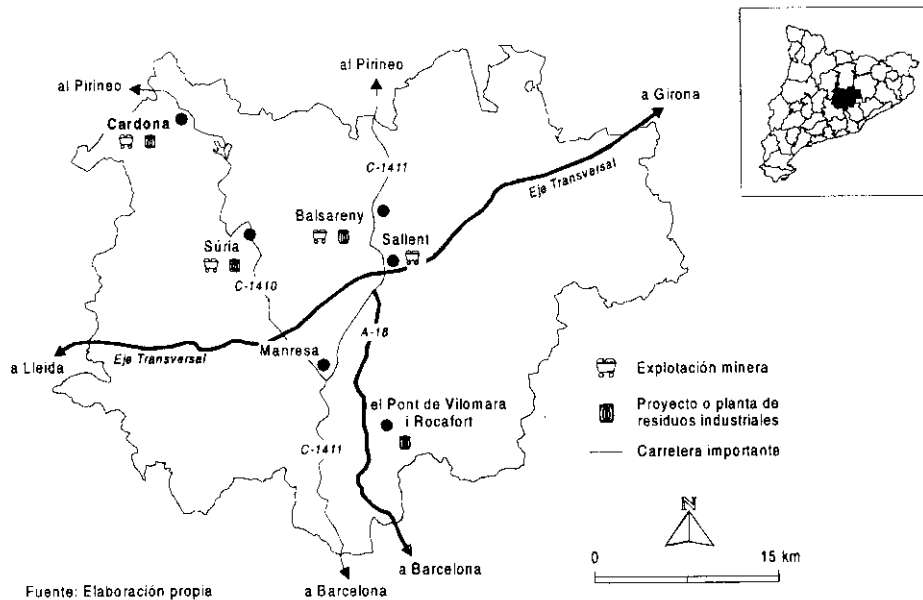 al Pirineo
al Pirineo
a Girona
Cardona
C-1411
Eje Transversal
Balsareny
Súria
Sallent
C-1410
A-18
Eje Transversal
Manresa
a Lleida
el Pont de Vilomara
i Rocafort
C-1411
Explotación minera
Proyecto o planta de
residuos industriales
Carretera importante
N
0 15 km
a Barcelona
a Barcelona
Fuente: Elaboración propia